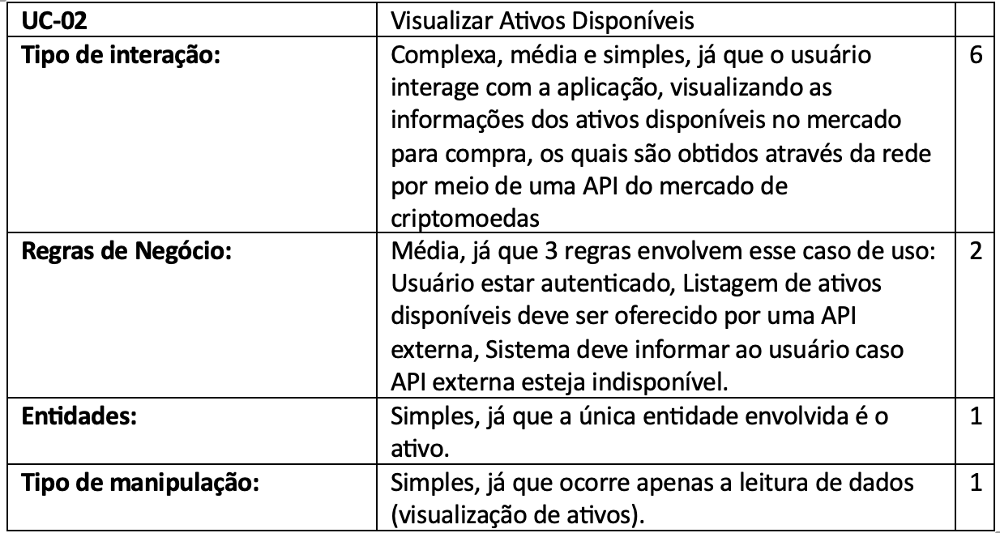 UC-02 Visualizar Ativos Disponíveis
Tipo de interação: Complexa, média e simples, já que o usuário 6
interage com a aplicação, visualizando as
informações dos ativos disponíveis no mercado
para compra, os quais são obtidos através da rede
por meio de uma API do mercado de
criptomoedas
Regras de Negócio: Média, já que 3 regras envolvem esse caso de uso: 2
Usuário estar autenticado, Listagem de ativos
disponíveis deve ser oferecido por uma API
externa, Sistema deve informar ao usuário caso
API externa esteja indisponível.
Entidades: Simples, já que a única entidade envolvida é o 1
ativo.
Tipo de manipulação: Simples, já que ocorre apenas a leitura de dados 1
(visualização de ativos).